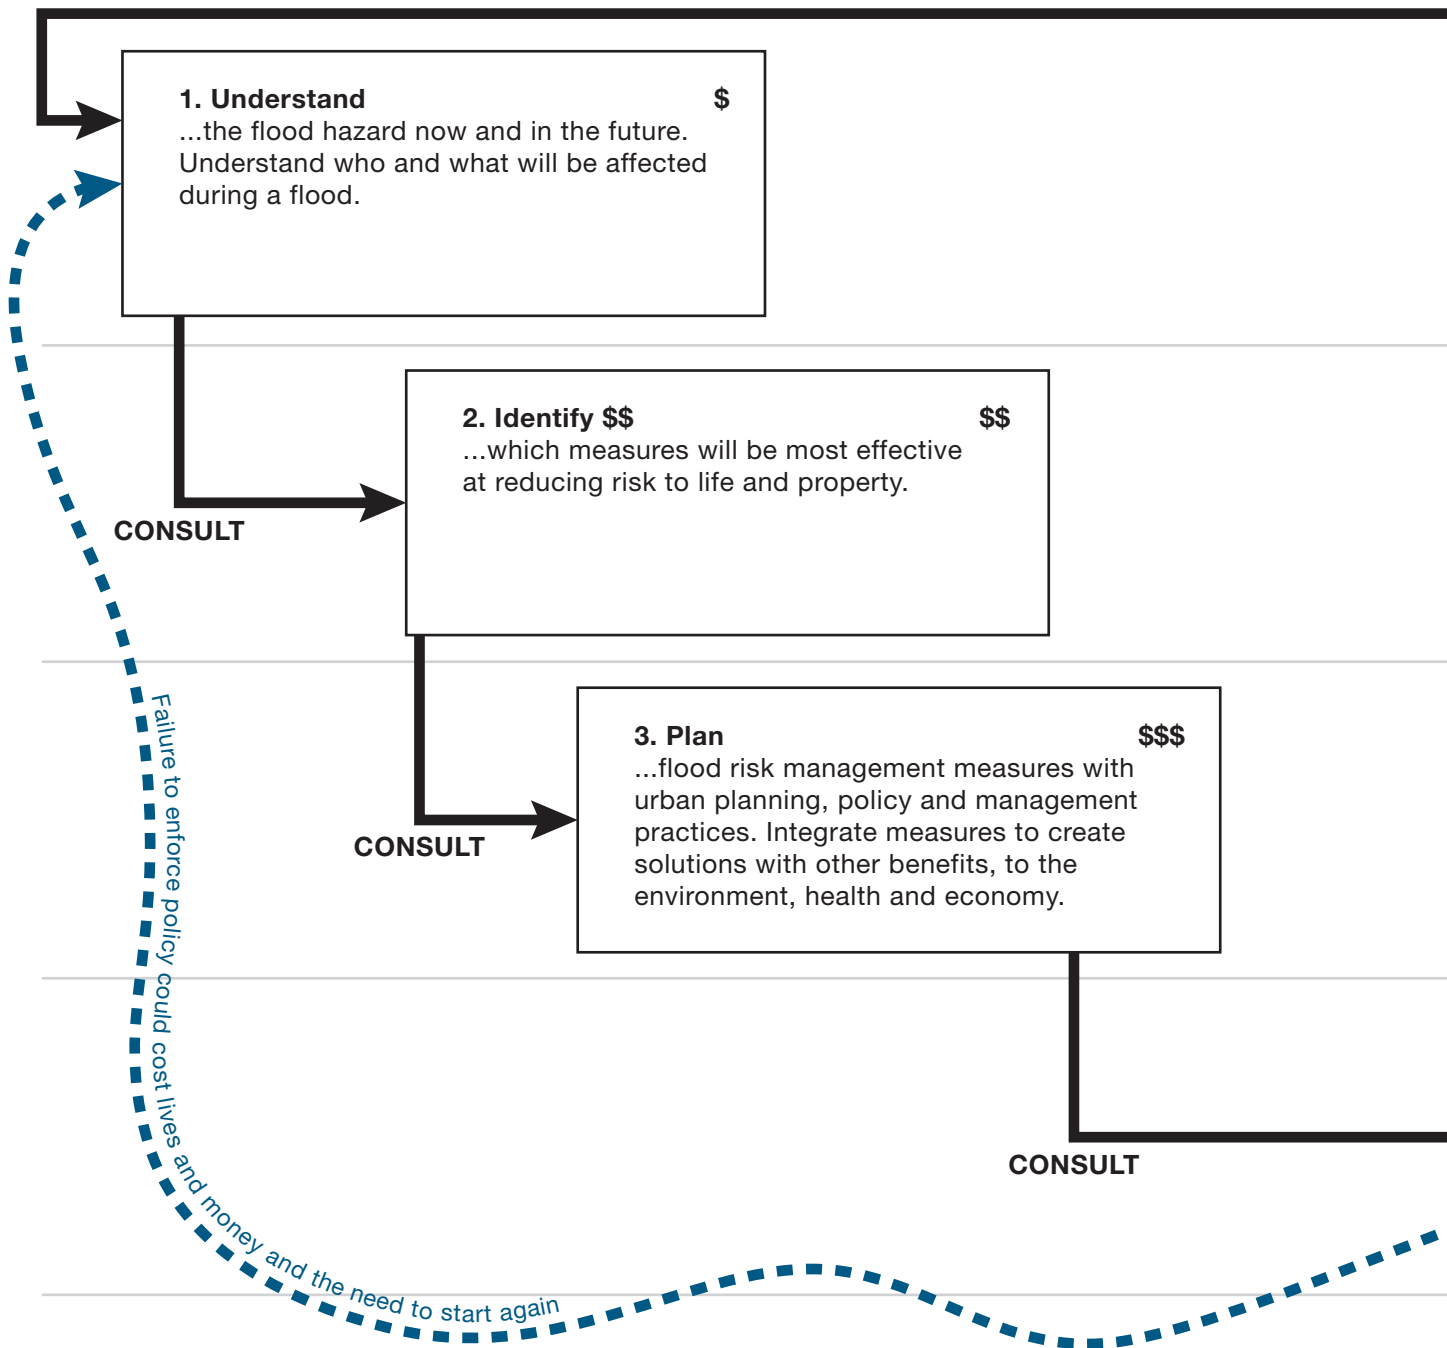 1. Understand $
...the flood hazard now and in the future.
Understand who and what will be affected
during a flood.
2. Identify $$ $$
...which measures will be most effective
at reducing risk to life and property.
CONSULT
3. Plan $$$
...flood risk management measures with
urban planning, policy and management
practices. Integrate measures to create
solutions with other benefits, to the
environment, health and economy.
CONSULT
CONSULT
Failure to enforce policy could cost lives and money and the need to start again